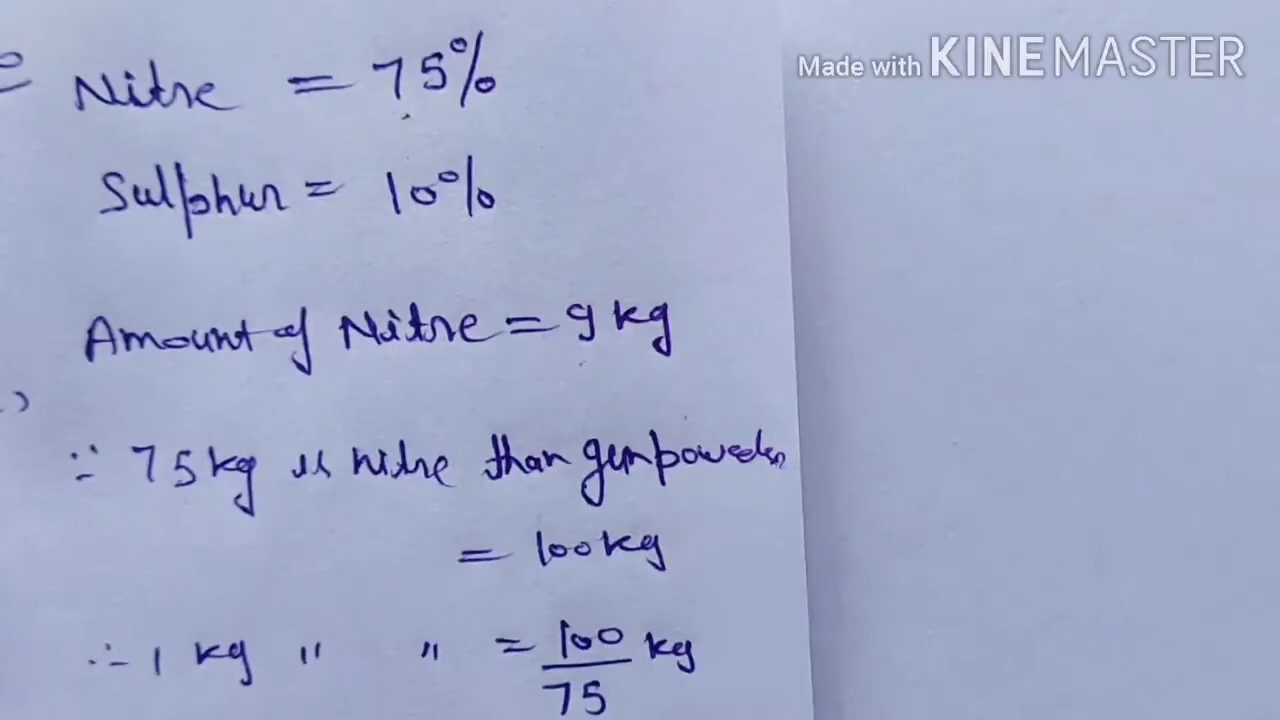 Made with KINEMASTER
Nitre = 75%
Sulphur = 10%
Amount of Nitre = 9 kg
∵ 75 kg is nitre than gunpowder
= 100 kg
∴ 1 kg " " = 100/75 kg